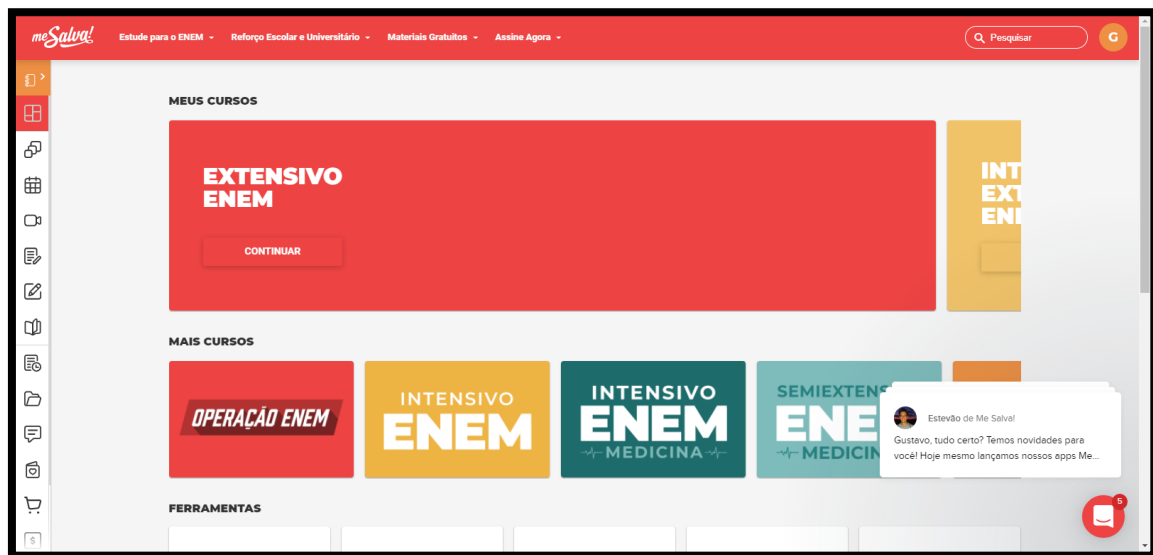 meSalva!
Estude para o ENEM
Reforço Escolar e Universitário
Materiais Gratuitos
Assine Agora
Pesquisar
G
MEUS CURSOS
EXTENSIVO
ENEM
CONTINUAR
MAIS CURSOS
OPERAÇÃO ENEM
INTENSIVO
ENEM
INTENSIVO
ENEM
MEDICINA
Estevão de Me Salva!
Gustavo, tudo certo? Temos novidades para
você! Hoje mesmo lançamos nossos apps Me...
5
FERRAMENTAS
$